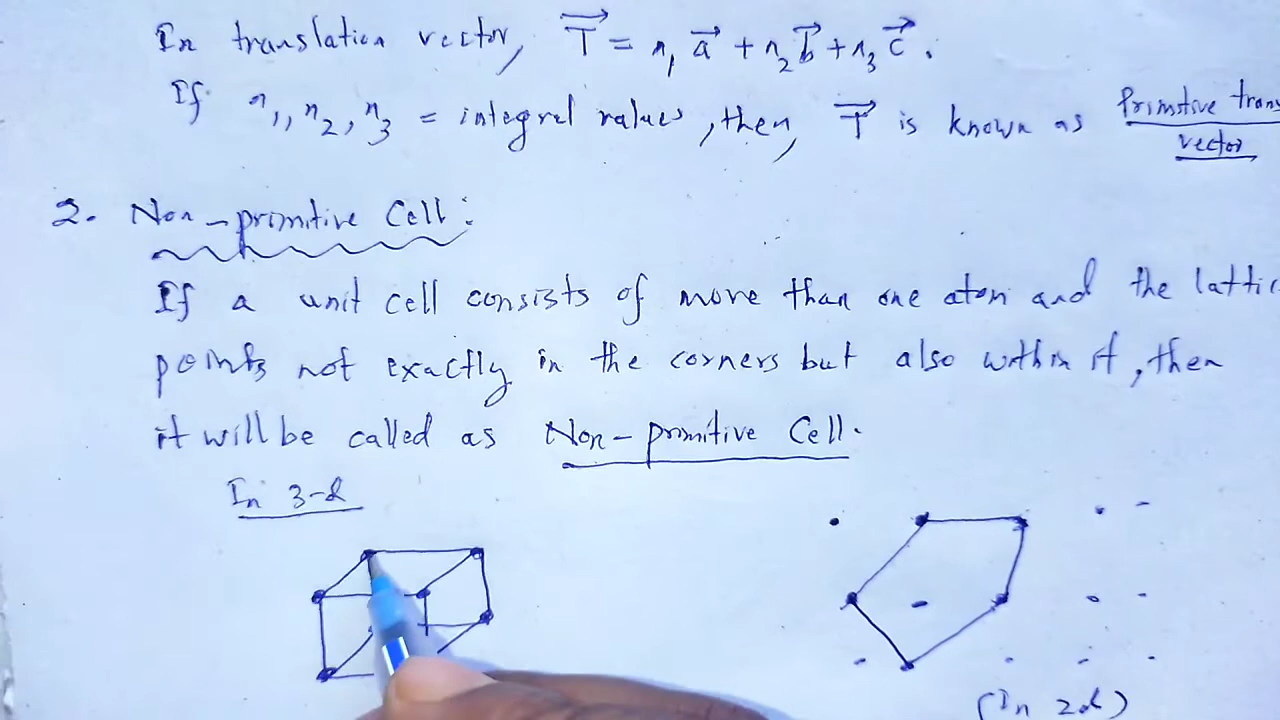 In translation vector, T⃗ = n₁ a⃗ + n₂ b⃗ + n₃ c⃗ .
If n₁, n₂, n₃ = integral values, then, T⃗ is known as Primitive tran
vector
2. Non-primitive Cell:
If a unit cell consists of more than one atom and the lattic
points not exactly in the corners but also within it, then
it will be called as Non-primitive Cell.
In 3-d
(In 2d)